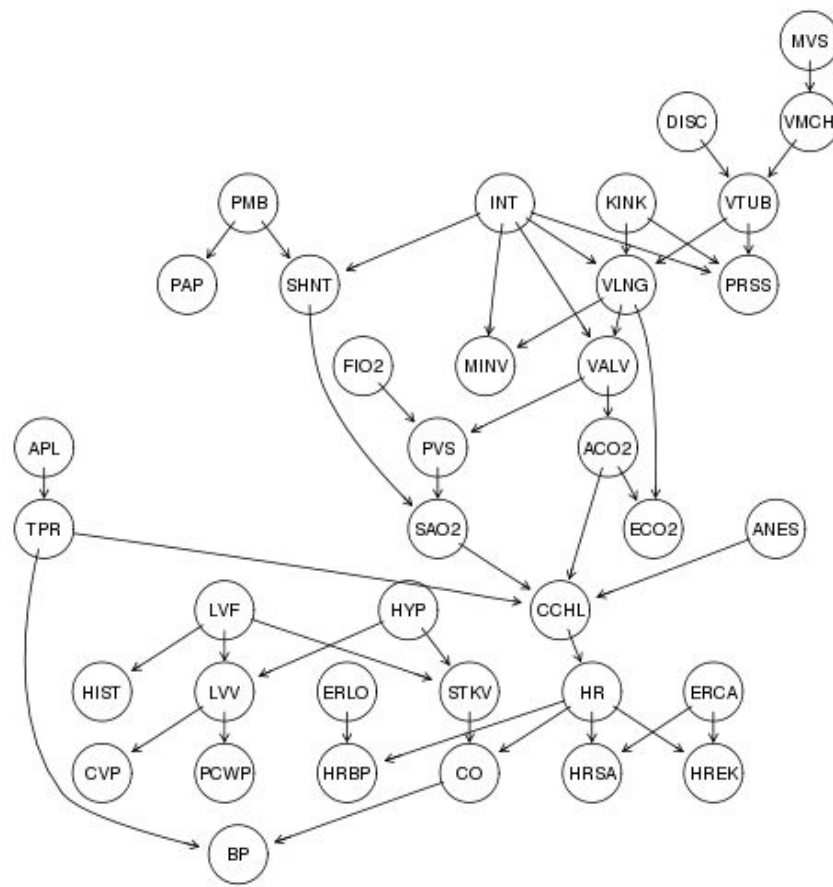 MVS
DISC VMCH
PMB INT KINK VTUB
PAP SHNT VLNG PRSS
FIO2 MINV VALV
APL PVS ACO2
TPR SAO2 ECO2 ANES
LVF HYP CCHL
HIST LVV ERLO STKV HR ERCA
CVP PCWP HRBP CO HRSA HREK
BP